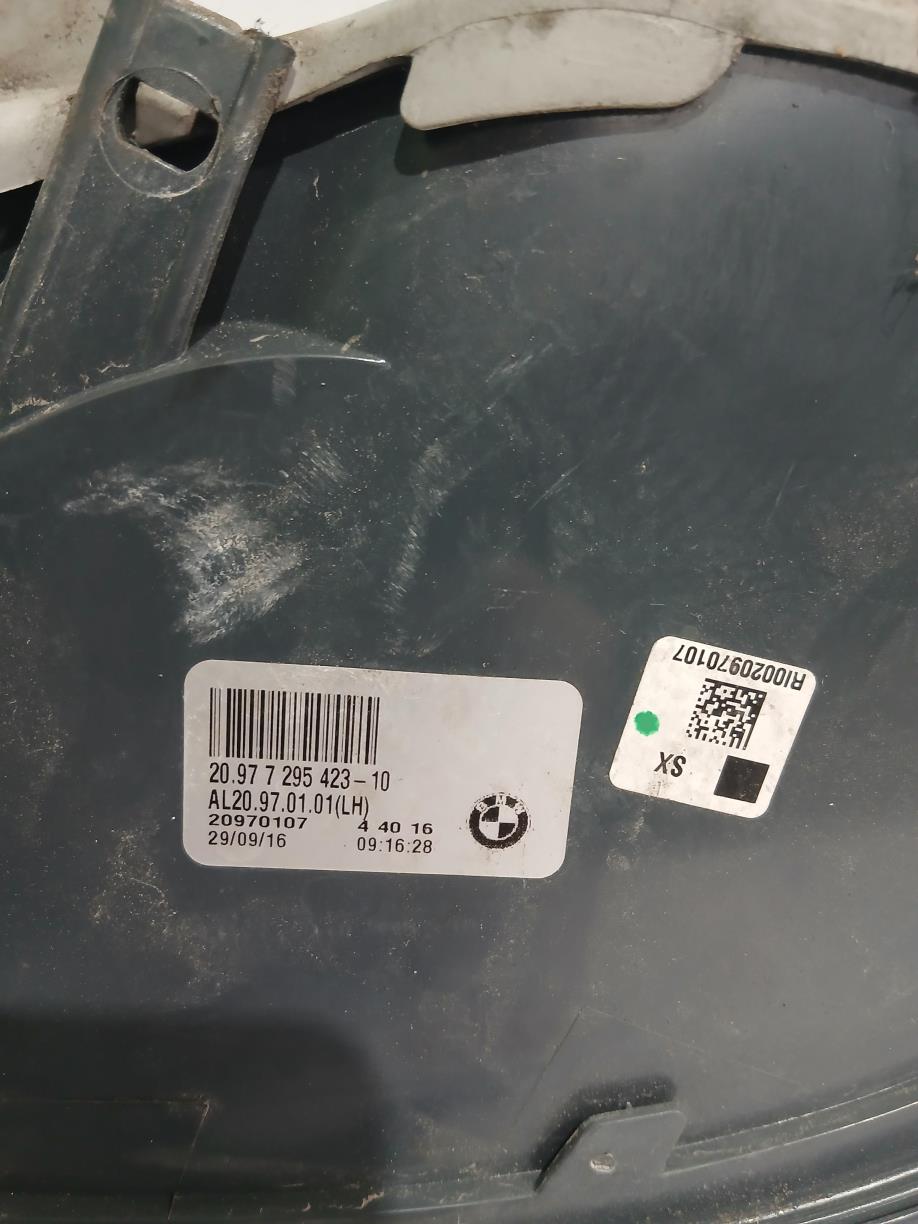 20.97 7 295 423-10
AL20.97.01.01(LH)
20970107 4 40 16
29/09/16 09:16:28
BMW
RI0020970107
SX